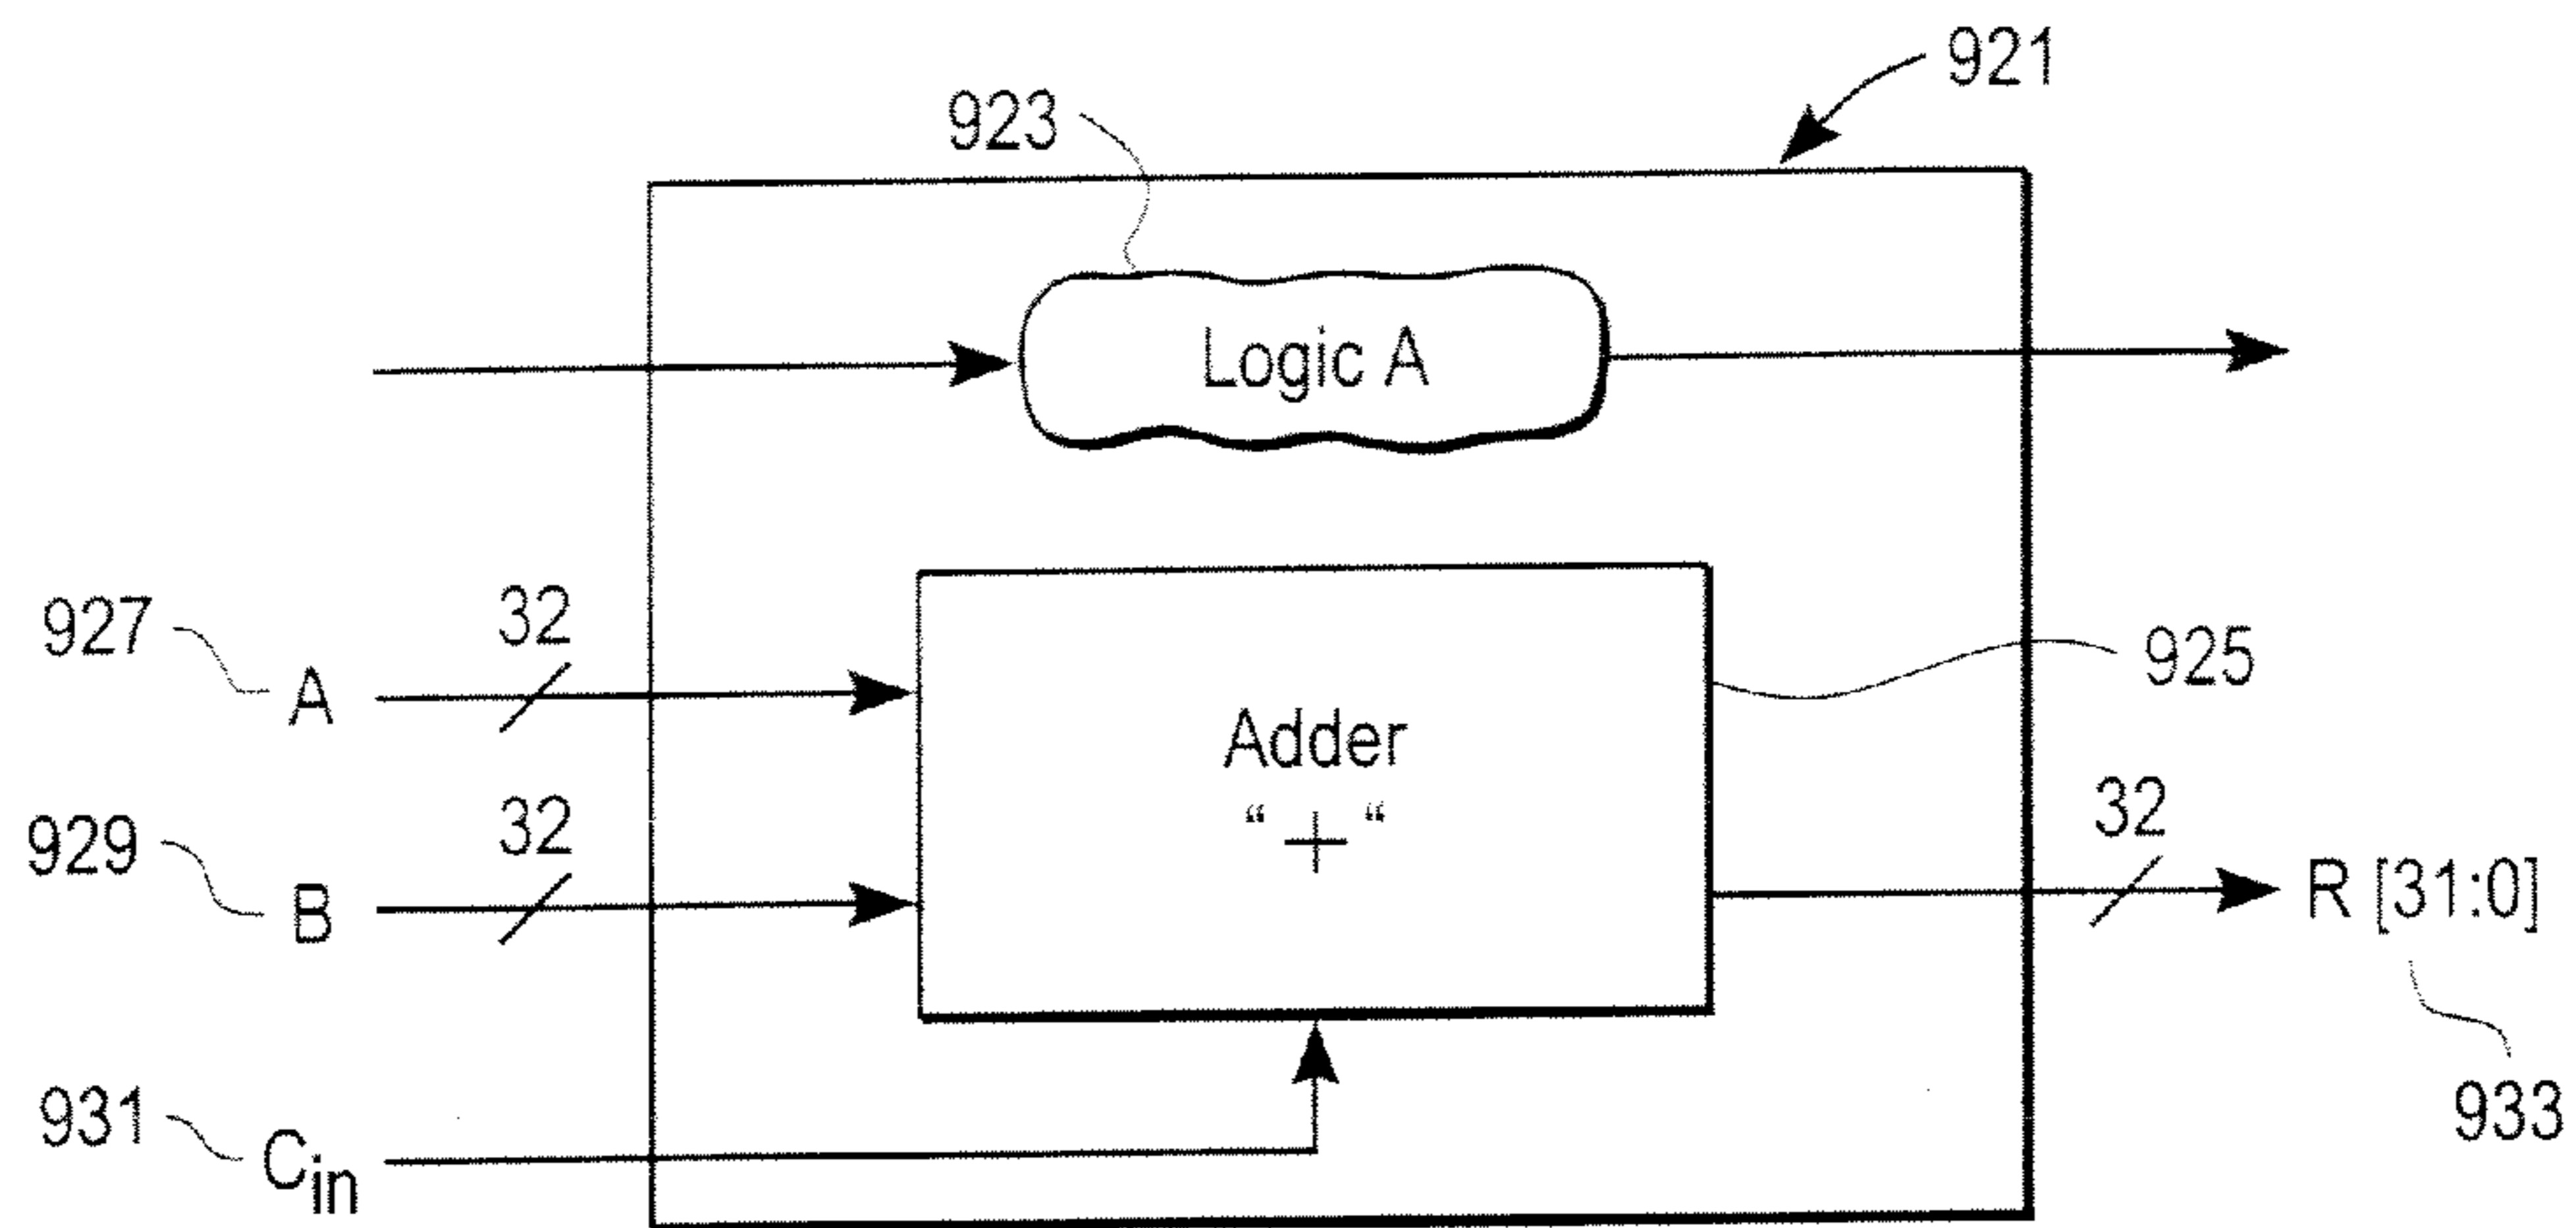 921
923
Logic A
927
32
A
925
Adder
“ + “
929
32
B
32
R [31:0]
933
931
Cin